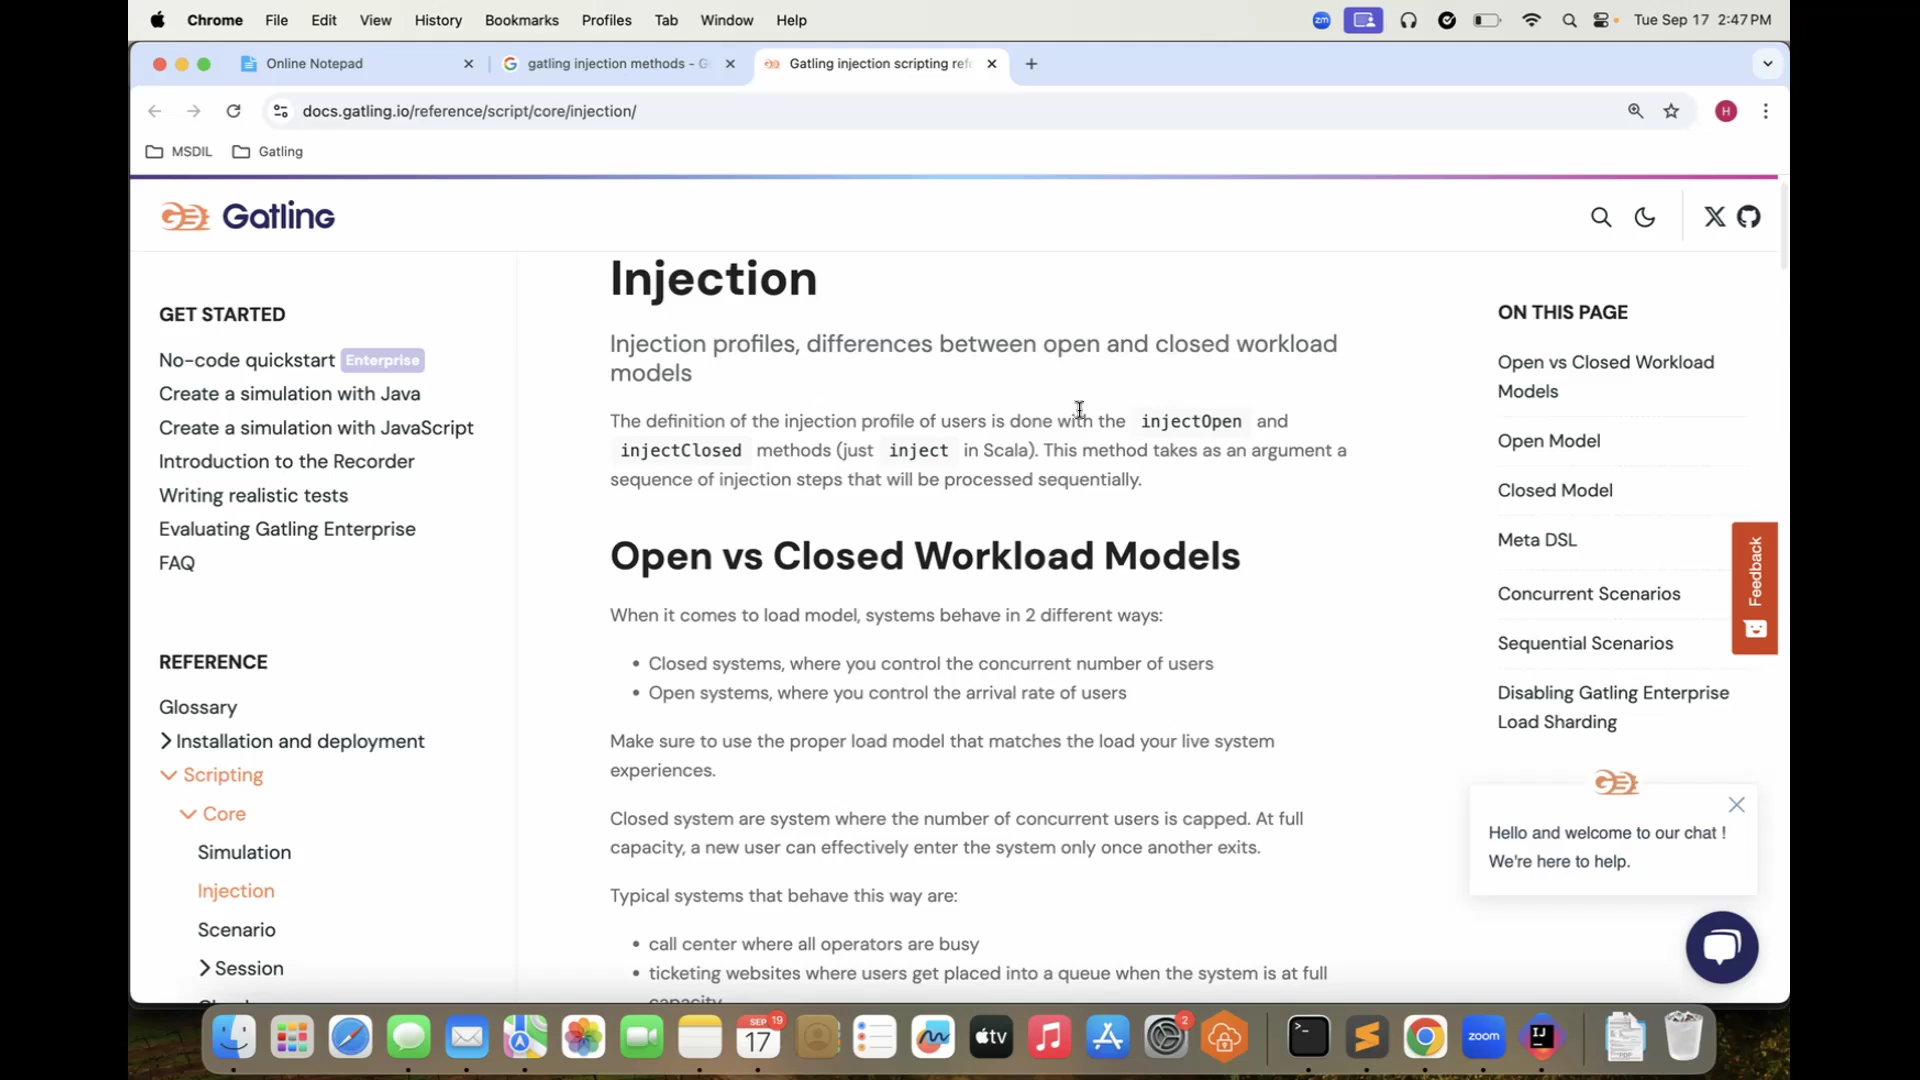 Chrome File Edit View History Bookmarks Profiles Tab Window Help
zm
Tue Sep 17 2:47 PM
Online Notepad
gatling injection methods - G
Gatling injection scripting refe
docs.gatling.io/reference/script/core/injection/
H
MSDIL
Gatling
Gatling
GET STARTED
No-code quickstart Enterprise
Create a simulation with Java
Create a simulation with JavaScript
Introduction to the Recorder
Writing realistic tests
Evaluating Gatling Enterprise
FAQ
REFERENCE
Glossary
Installation and deployment
Scripting
Core
Simulation
Injection
Scenario
Session
Injection
Injection profiles, differences between open and closed workload
models
The definition of the injection profile of users is done with the injectOpen and
injectClosed methods (just inject in Scala). This method takes as an argument a
sequence of injection steps that will be processed sequentially.
Open vs Closed Workload Models
When it comes to load model, systems behave in 2 different ways:
• Closed systems, where you control the concurrent number of users
• Open systems, where you control the arrival rate of users
Make sure to use the proper load model that matches the load your live system
experiences.
Closed system are system where the number of concurrent users is capped. At full
capacity, a new user can effectively enter the system only once another exits.
Typical systems that behave this way are:
• call center where all operators are busy
• ticketing websites where users get placed into a queue when the system is at full
capacity
ON THIS PAGE
Open vs Closed Workload
Models
Open Model
Closed Model
Meta DSL
Concurrent Scenarios
Sequential Scenarios
Disabling Gatling Enterprise
Load Sharding
Feedback
Hello and welcome to our chat !
We're here to help.
SEP 19
17
tv
2
zoom
IJ
PDF